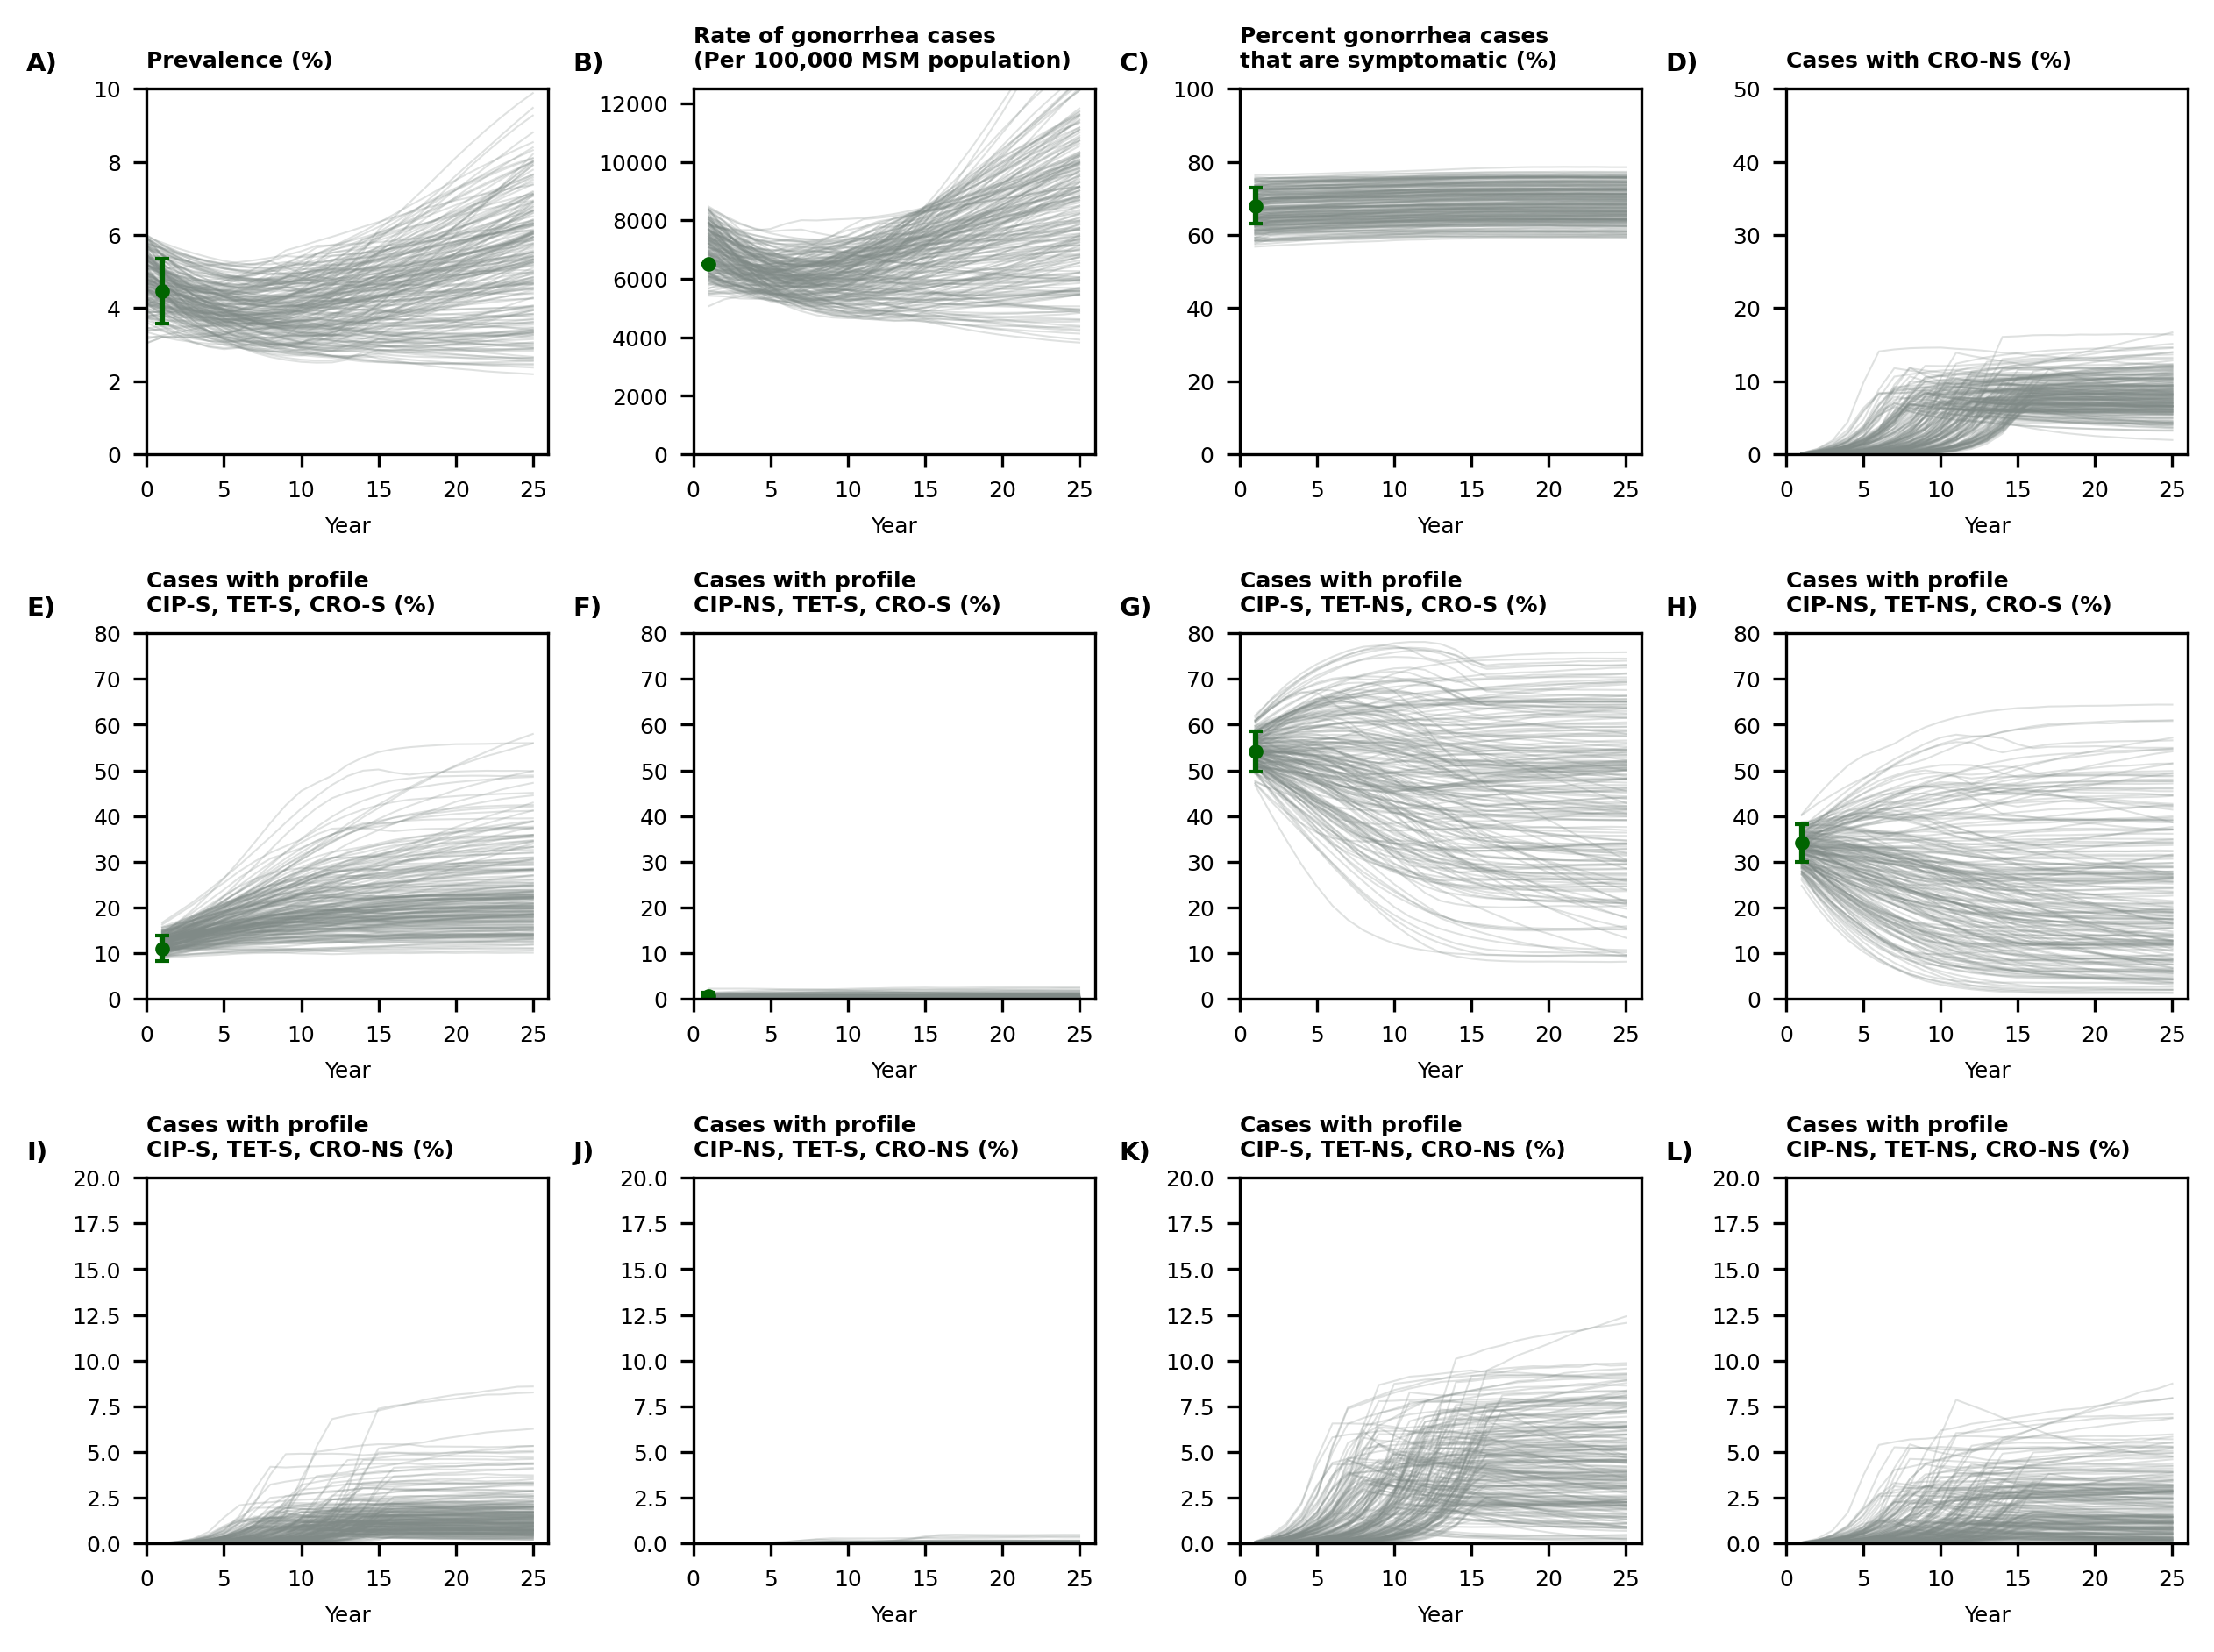 A)
Prevalence (%)
10
8
6
4
2
0
0 5 10 15 20 25
Year
B)
Rate of gonorrhea cases
(Per 100,000 MSM population)
12000
10000
8000
6000
4000
2000
0
0 5 10 15 20 25
Year
C)
Percent gonorrhea cases
that are symptomatic (%)
100
80
60
40
20
0
0 5 10 15 20 25
Year
D)
Cases with CRO-NS (%)
50
40
30
20
10
0
0 5 10 15 20 25
Year
E)
Cases with profile
CIP-S, TET-S, CRO-S (%)
80
70
60
50
40
30
20
10
0
0 5 10 15 20 25
Year
F)
Cases with profile
CIP-NS, TET-S, CRO-S (%)
80
70
60
50
40
30
20
10
0
0 5 10 15 20 25
Year
G)
Cases with profile
CIP-S, TET-NS, CRO-S (%)
80
70
60
50
40
30
20
10
0
0 5 10 15 20 25
Year
H)
Cases with profile
CIP-NS, TET-NS, CRO-S (%)
80
70
60
50
40
30
20
10
0
0 5 10 15 20 25
Year
I)
Cases with profile
CIP-S, TET-S, CRO-NS (%)
20.0
17.5
15.0
12.5
10.0
7.5
5.0
2.5
0.0
0 5 10 15 20 25
Year
J)
Cases with profile
CIP-NS, TET-S, CRO-NS (%)
20.0
17.5
15.0
12.5
10.0
7.5
5.0
2.5
0.0
0 5 10 15 20 25
Year
K)
Cases with profile
CIP-S, TET-NS, CRO-NS (%)
20.0
17.5
15.0
12.5
10.0
7.5
5.0
2.5
0.0
0 5 10 15 20 25
Year
L)
Cases with profile
CIP-NS, TET-NS, CRO-NS (%)
20.0
17.5
15.0
12.5
10.0
7.5
5.0
2.5
0.0
0 5 10 15 20 25
Year